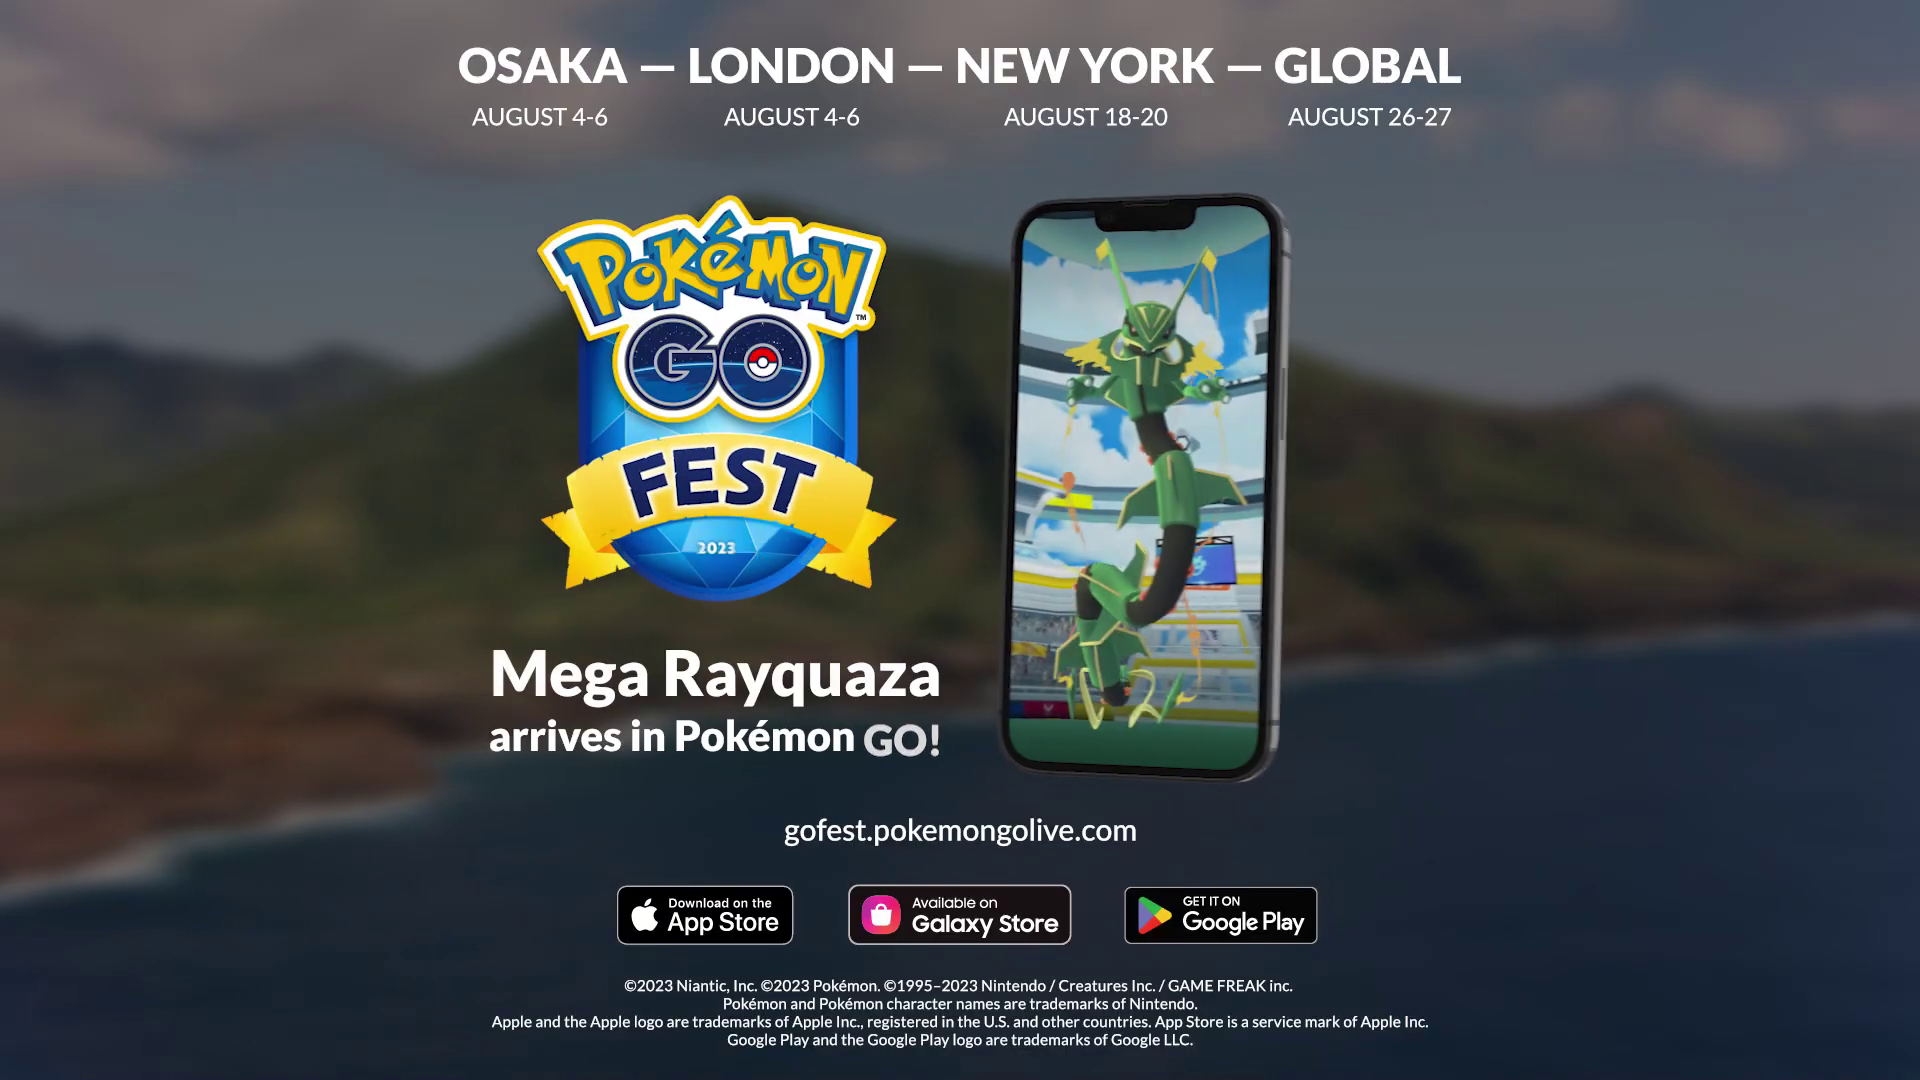 OSAKA — LONDON — NEW YORK — GLOBAL
AUGUST 4-6 AUGUST 4-6 AUGUST 18-20 AUGUST 26-27
POKÉMON
TM
GO
FEST
2023
Mega Rayquaza
arrives in Pokémon GO!
gofest.pokemongolive.com
Download on the
App Store
Available on
Galaxy Store
GET IT ON
Google Play
©2023 Niantic, Inc. ©2023 Pokémon. ©1995–2023 Nintendo / Creatures Inc. / GAME FREAK inc.
Pokémon and Pokémon character names are trademarks of Nintendo.
Apple and the Apple logo are trademarks of Apple Inc., registered in the U.S. and other countries. App Store is a service mark of Apple Inc.
Google Play and the Google Play logo are trademarks of Google LLC.